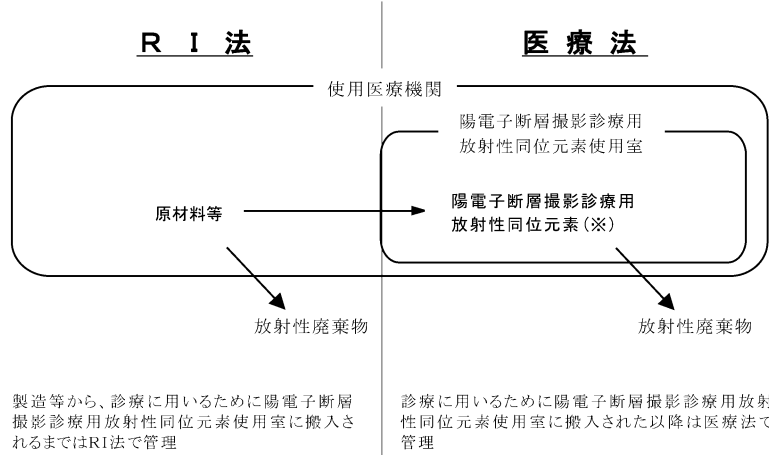 ＲＩ法
医療法
使用医療機関
陽電子断層撮影診療用
放射性同位元素使用室
原材料等
陽電子断層撮影診療用
放射性同位元素（※）
放射性廃棄物
放射性廃棄物
製造等から、診療に用いるために陽電子断層
撮影診療用放射性同位元素使用室に搬入さ
れるまではRI法で管理
診療に用いるために陽電子断層撮影診療用放射
性同位元素使用室に搬入された以降は医療法で
管理